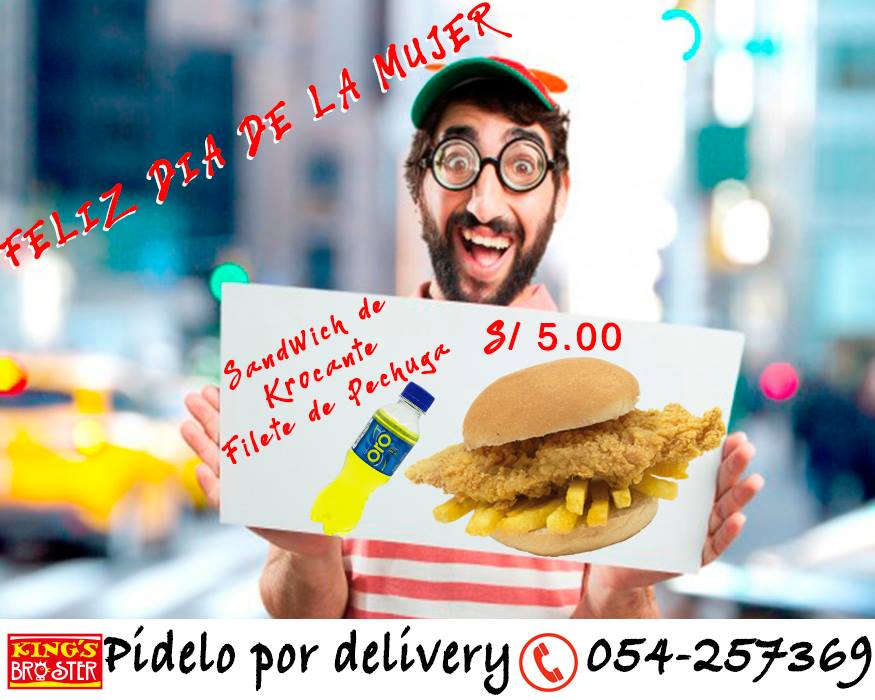 FELIZ DIA DE LA MUJER
SandWich de
Krocante
Filete de Pechuga
S/ 5.00
oro
KING'S
BROSTER
Pídelo por delívery
054-257369